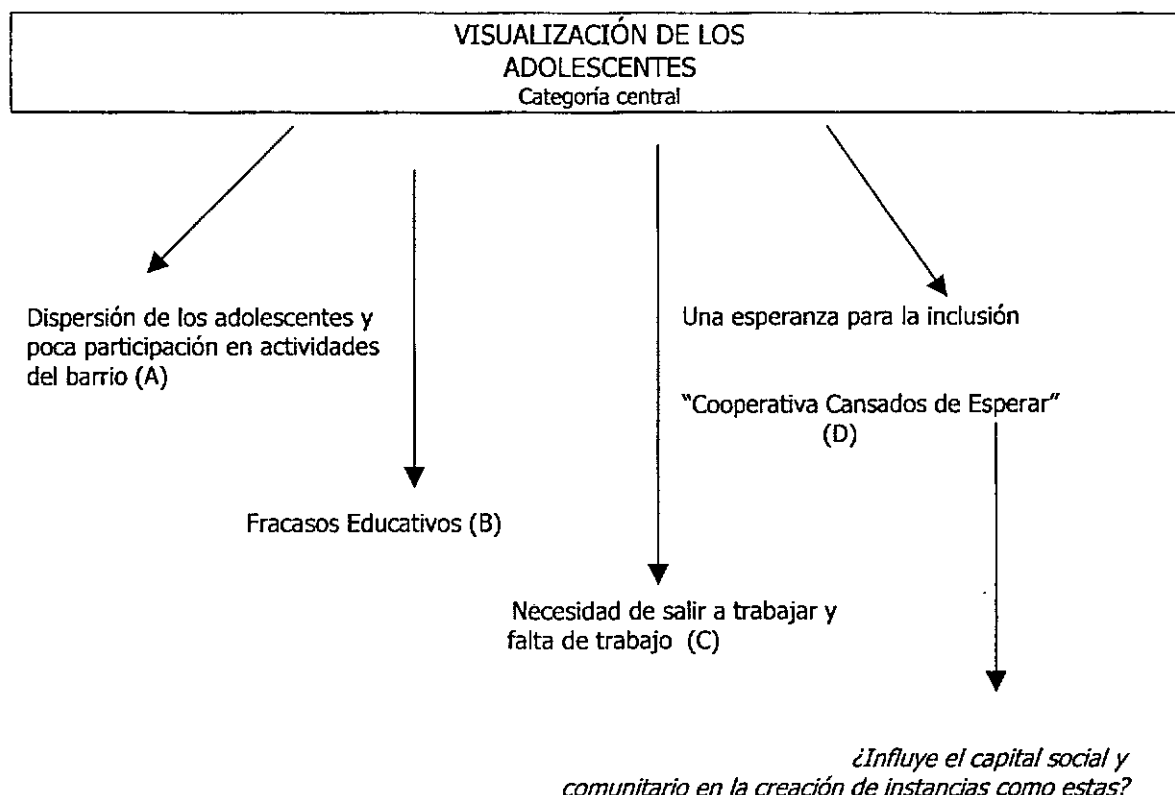 VISUALIZACIÓN DE LOS
ADOLESCENTES
Categoría central
Dispersión de los adolescentes y
poca participación en actividades
del barrio (A)
Una esperanza para la inclusión
"Cooperativa Cansados de Esperar"
(D)
Fracasos Educativos (B)
Necesidad de salir a trabajar y
falta de trabajo (C)
¿Influye el capital social y
comunitario en la creación de instancias como estas?